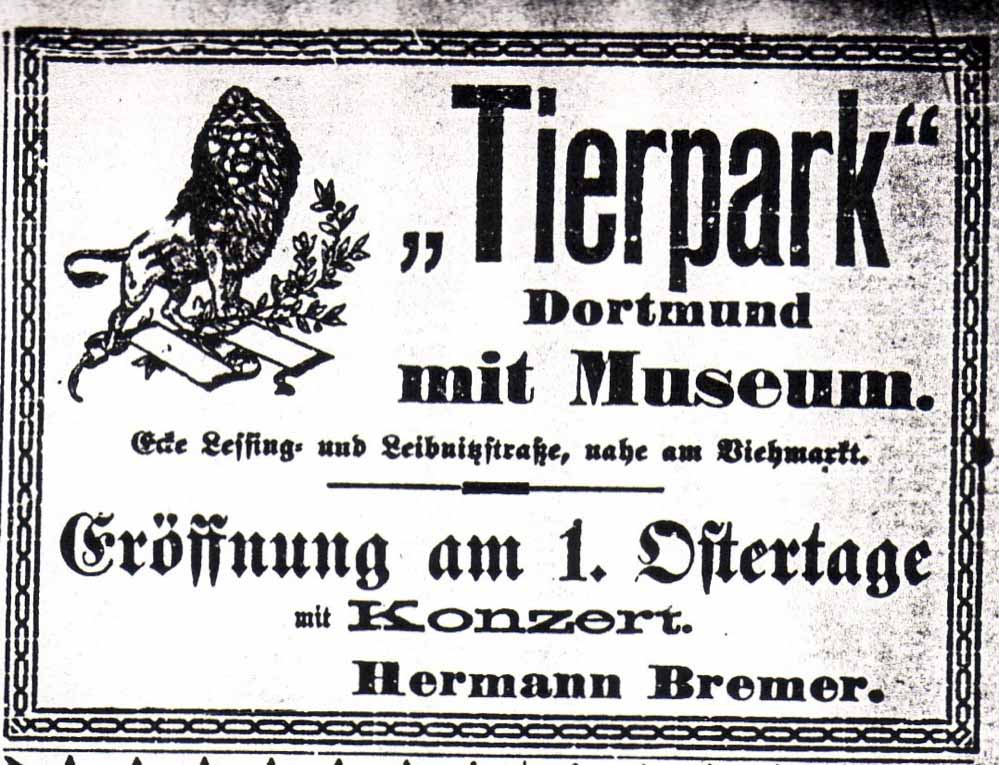 „Tierpark“
Dortmund
mit Museum.
Ecke Lessing- und Leibnitzstraße, nahe am Viehmarkt.
Eröffnung am 1. Ostertage
mit Konzert.
Hermann Bremer.